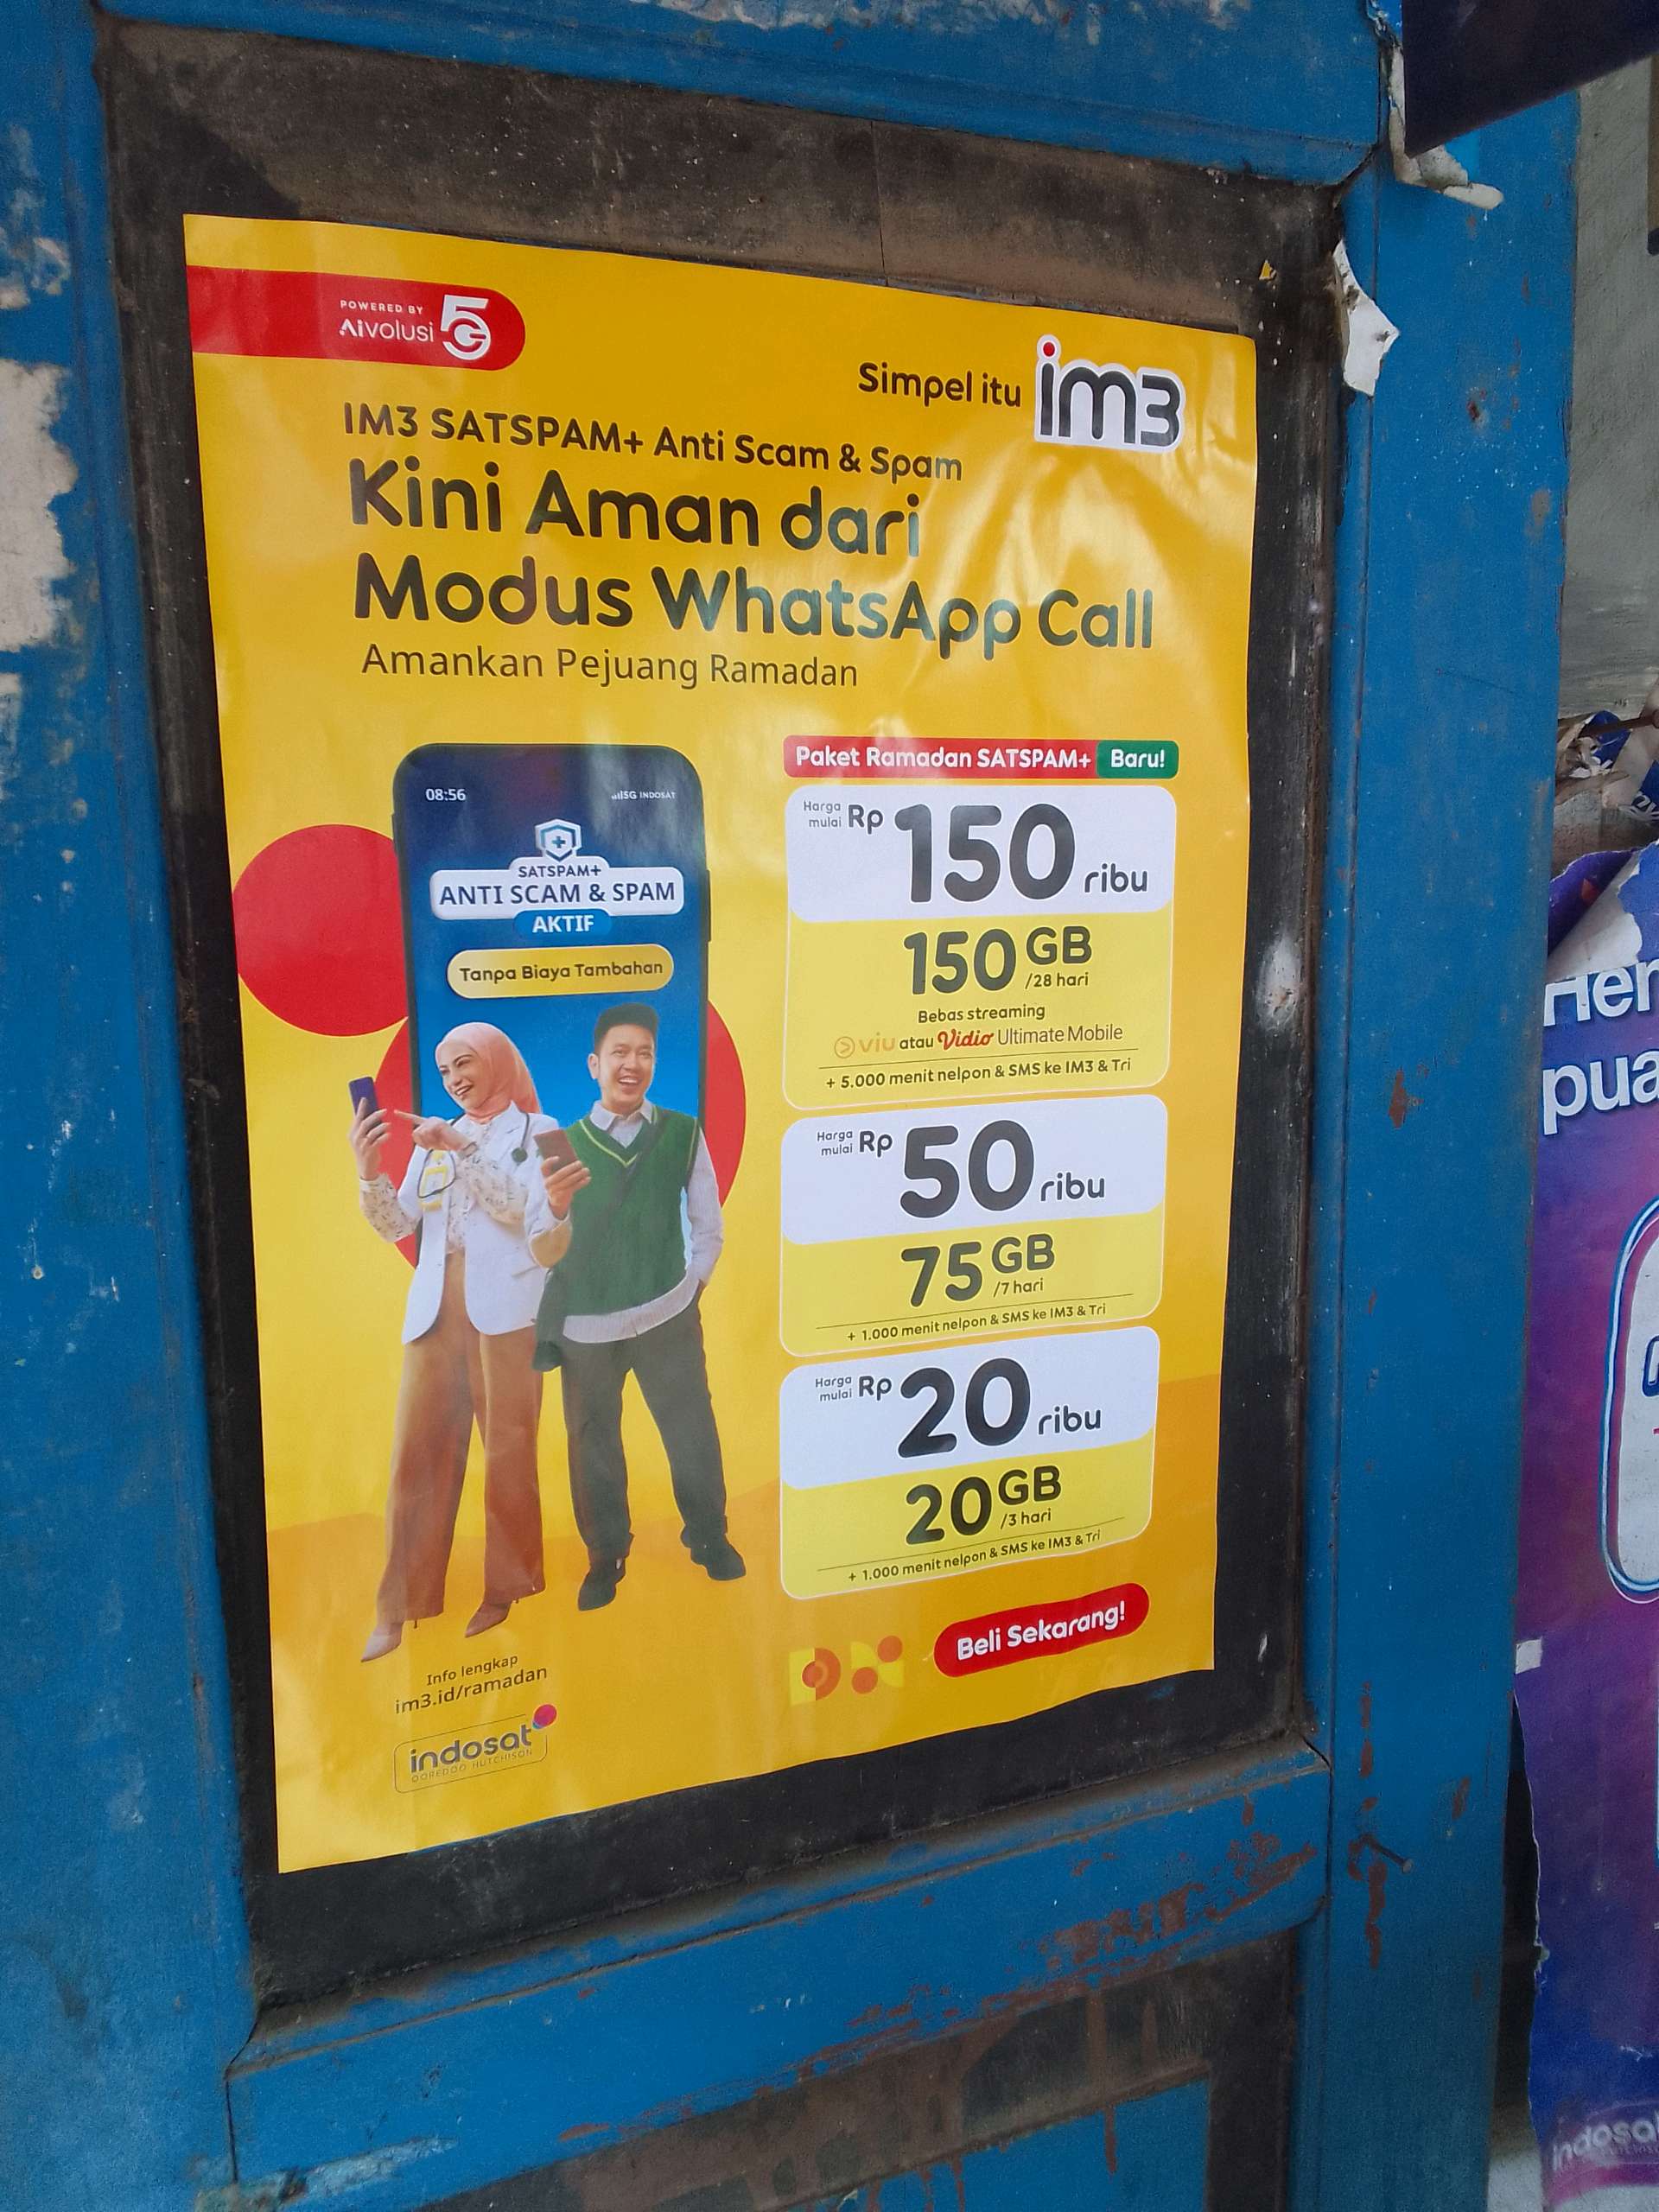 POWERED BY
AIvolusi 5G
Simpel itu im3
IM3 SATSPAM+ Anti Scam & Spam
Kini Aman dari
Modus WhatsApp Call
Amankan Pejuang Ramadan
08:56
5G INDOSAT
SATSPAM+
ANTI SCAM & SPAM
AKTIF
Tanpa Biaya Tambahan
Paket Ramadan SATSPAM+ Baru!
Harga mulai Rp 150 ribu
150 GB
/28 hari
Bebas streaming
viu atau Vidio Ultimate Mobile
+ 5.000 menit nelpon & SMS ke IM3 & Tri
Harga mulai Rp 50 ribu
75 GB
/7 hari
+ 1.000 menit nelpon & SMS ke IM3 & Tri
Harga mulai Rp 20 ribu
20 GB
/3 hari
+ 1.000 menit nelpon & SMS ke IM3 & Tri
Beli Sekarang!
Info lengkap
im3.id/ramadan
indosat
OOREDOO HUTCHISON
pua